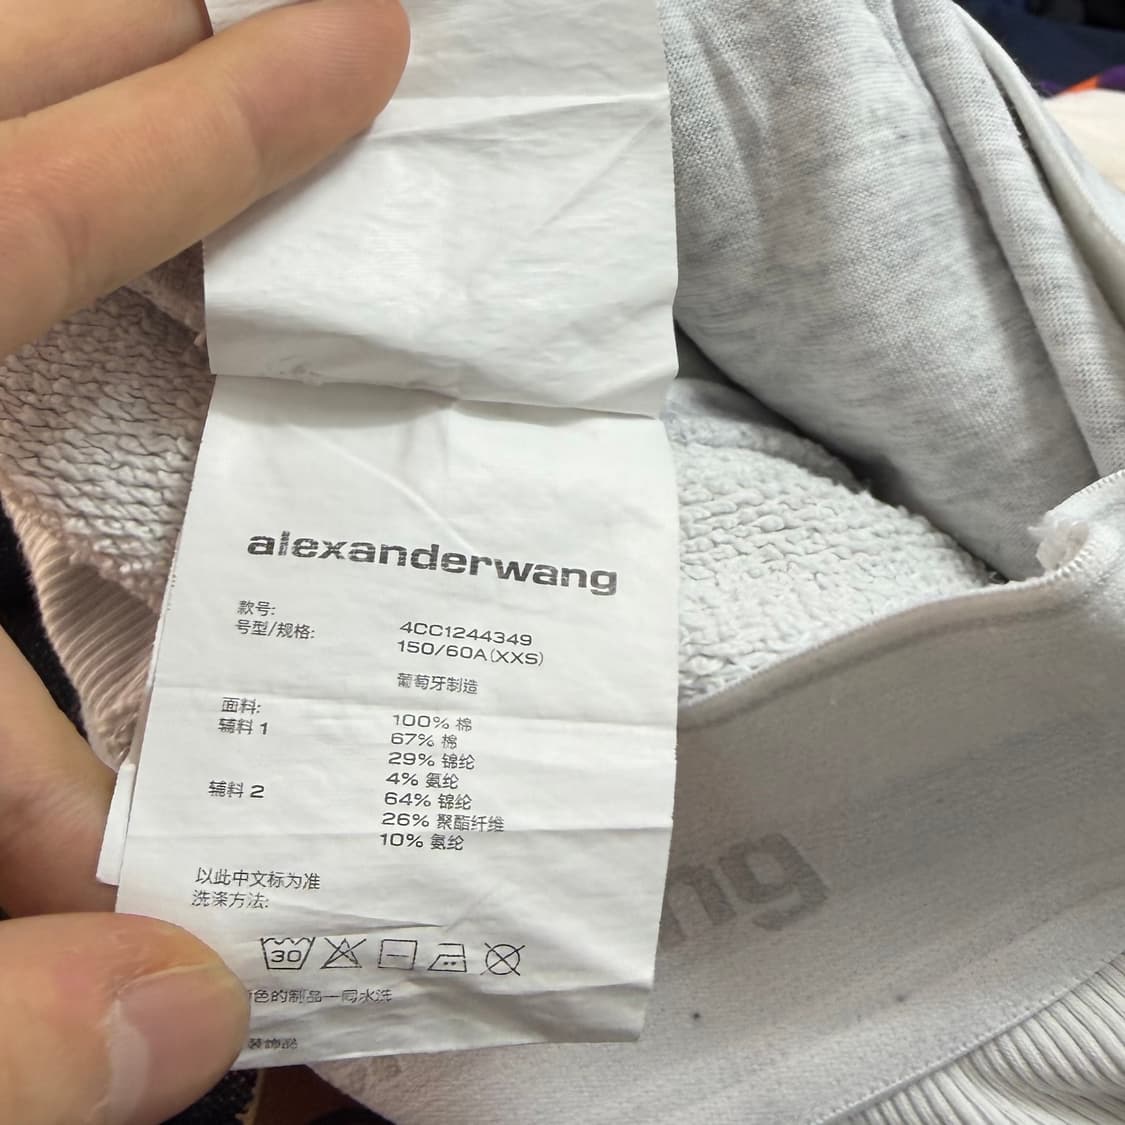 alexanderwang
款号: 4CC1244349
号型/规格: 150/60A(XXS)
葡萄牙制造
面料: 100% 棉
辅料 1 67% 棉
29% 锦纶
4% 氨纶
辅料 2 64% 锦纶
26% 聚酯纤维
10% 氨纶
以此中文标为准
洗涤方法:
30
色的制品一同水洗
装饰品
ng